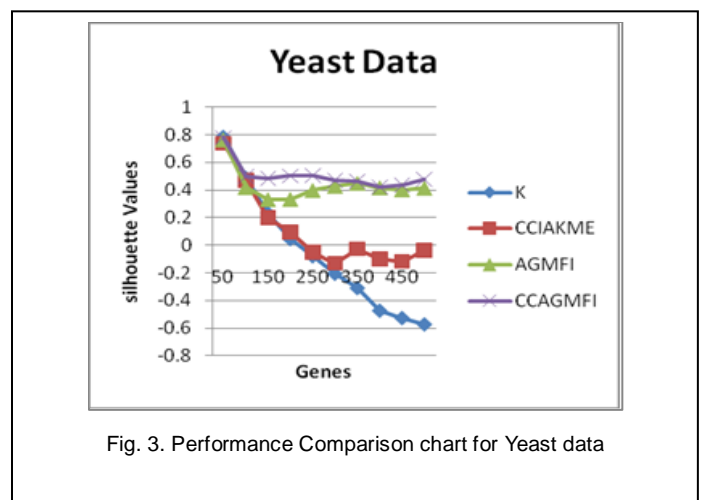 Yeast Data
1
0.8
0.6
0.4
0.2
0
-0.2
-0.4
-0.6
-0.8
50 150 250 350 450
silhouette Values
Genes
K
CCIAKME
AGMFI
CCAGMFI
Fig. 3. Performance Comparison chart for Yeast data